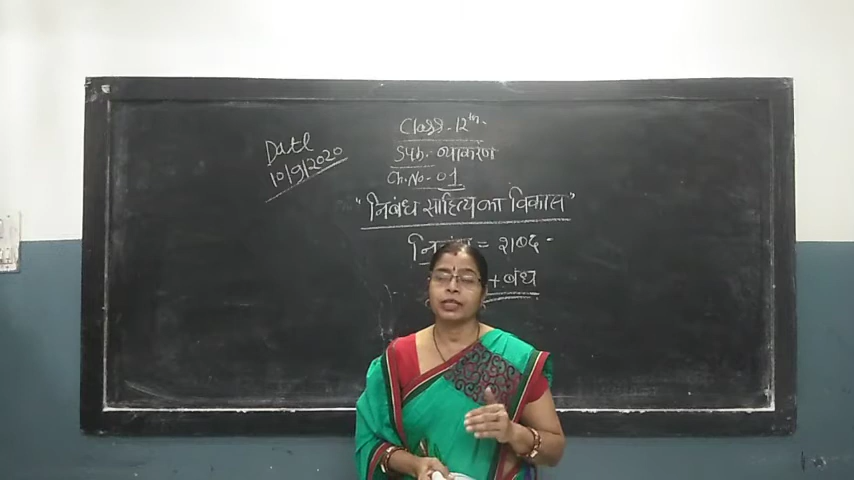 Date
10/9/2020
Class-12th-
Sub.- व्याकरण
Ch.No-01
"निबंध साहित्य का विकास"
= शब्द -
+ बंध